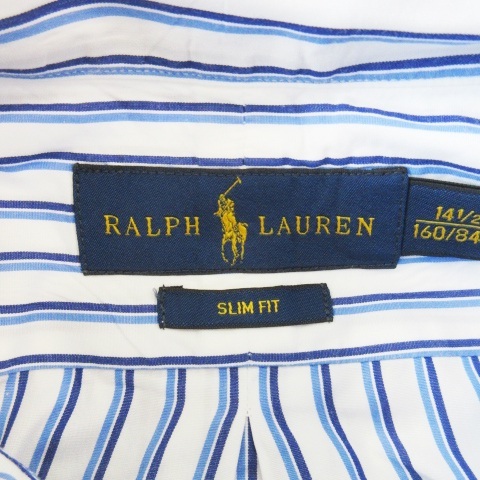 RALPH LAUREN
14 1/2
160/84
SLIM FIT